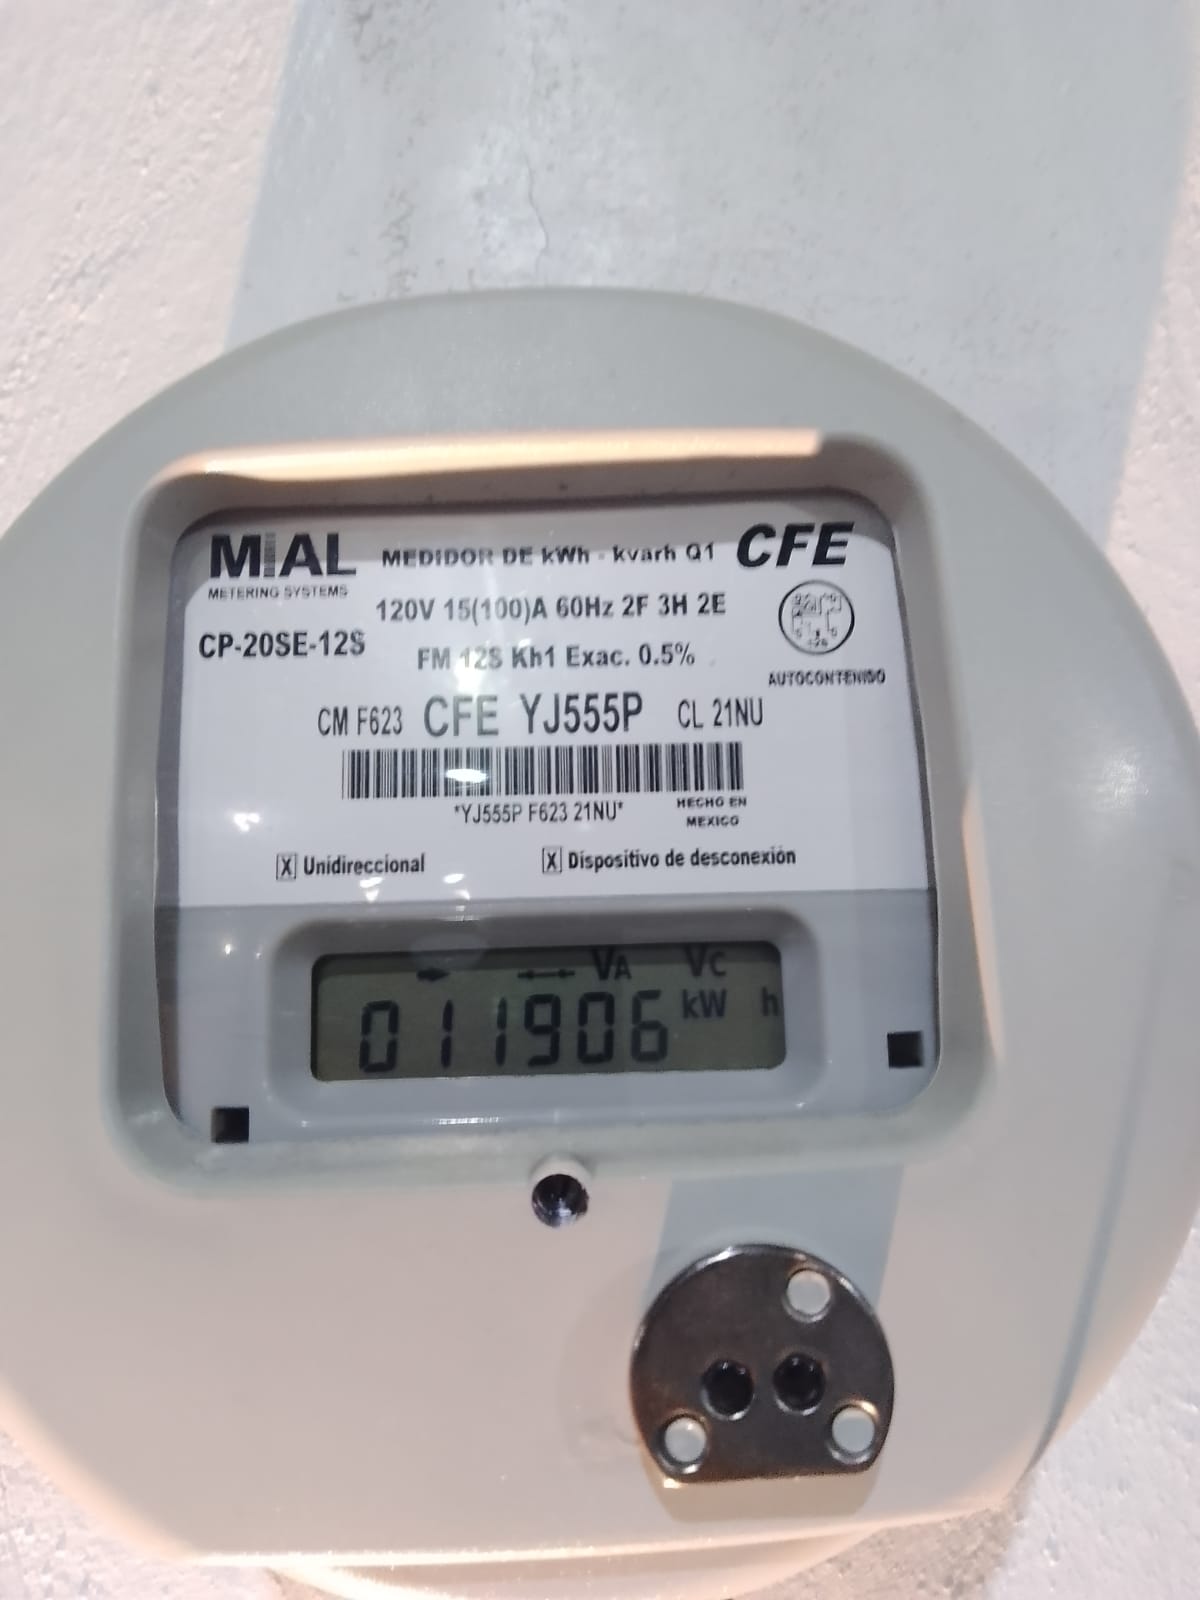 MIAL
METERING SYSTEMS
MEDIDOR DE kWh - kvarh Q1
CFE
120V 15(100)A 60Hz 2F 3H 2E
CP-20SE-12S
FM 12S Kh1 Exac. 0.5%
AUTOCONTENIDO
CM F623 CFE YJ555P CL 21NU
*YJ555P F623 21NU*
HECHO EN
MEXICO
X Unidireccional
X Dispositivo de desconexión
VA VC
011906 kW h